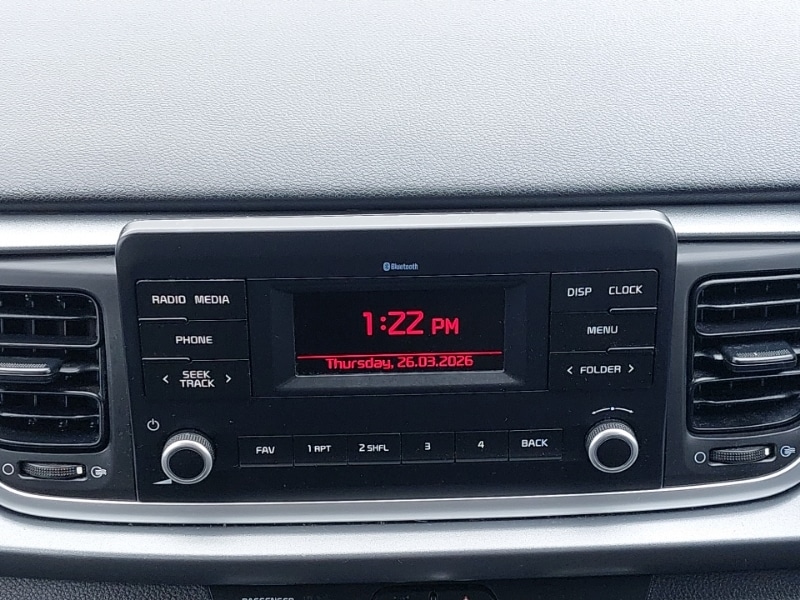 Bluetooth
RADIO MEDIA
DISP CLOCK
1:22 PM
PHONE
MENU
Thursday, 26.03.2026
< SEEK TRACK >
< FOLDER >
FAV 1 RPT 2 SHFL 3 4 BACK
PASSENGER